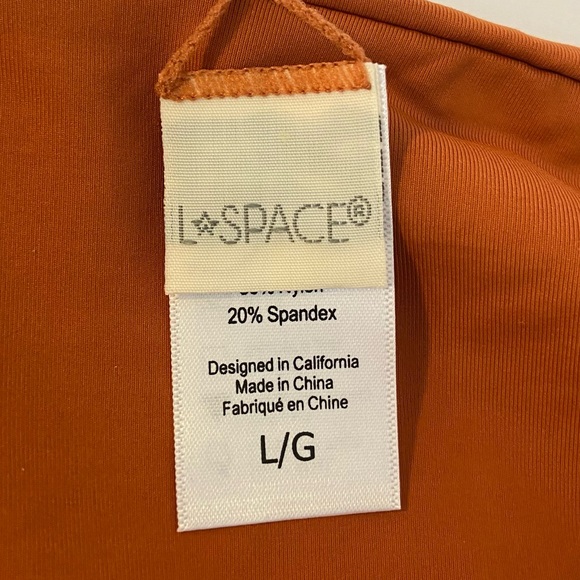 L★SPACE®
20% Spandex
Designed in California
Made in China
Fabriqué en Chine
L/G